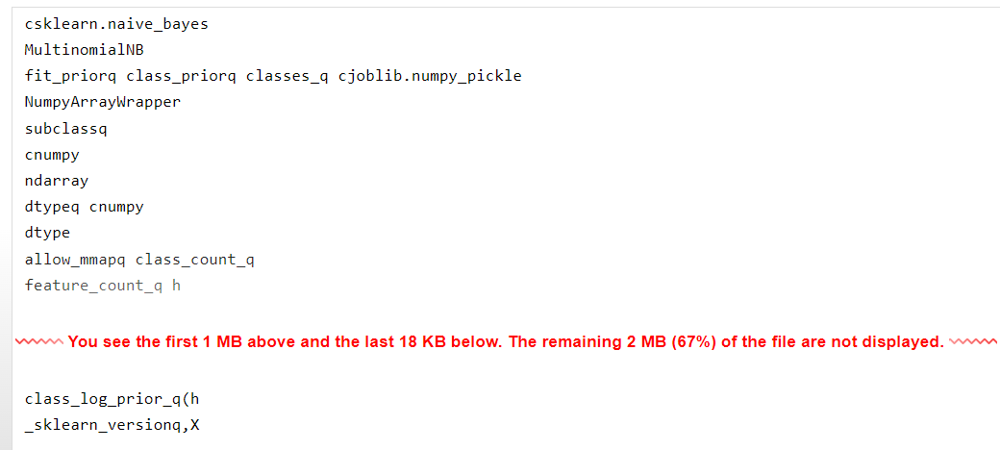 csklearn.naive_bayes
MultinomialNB
fit_priorq class_priorq classes_q cjoblib.numpy_pickle
NumpyArrayWrapper
subclassq
cnumpy
ndarray
dtypeq cnumpy
dtype
allow_mmapq class_count_q
feature_count_q h
You see the first 1 MB above and the last 18 KB below. The remaining 2 MB (67%) of the file are not displayed.
class_log_prior_q(h
_sklearn_versionq,X